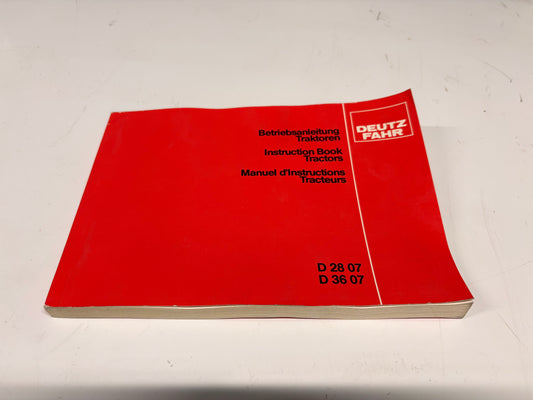 Betriebsanleitung
Traktoren
Instruction Book
Tractors
Manuel d'Instructions
Tracteurs
DEUTZ
FAHR
D 28 07
D 36 07